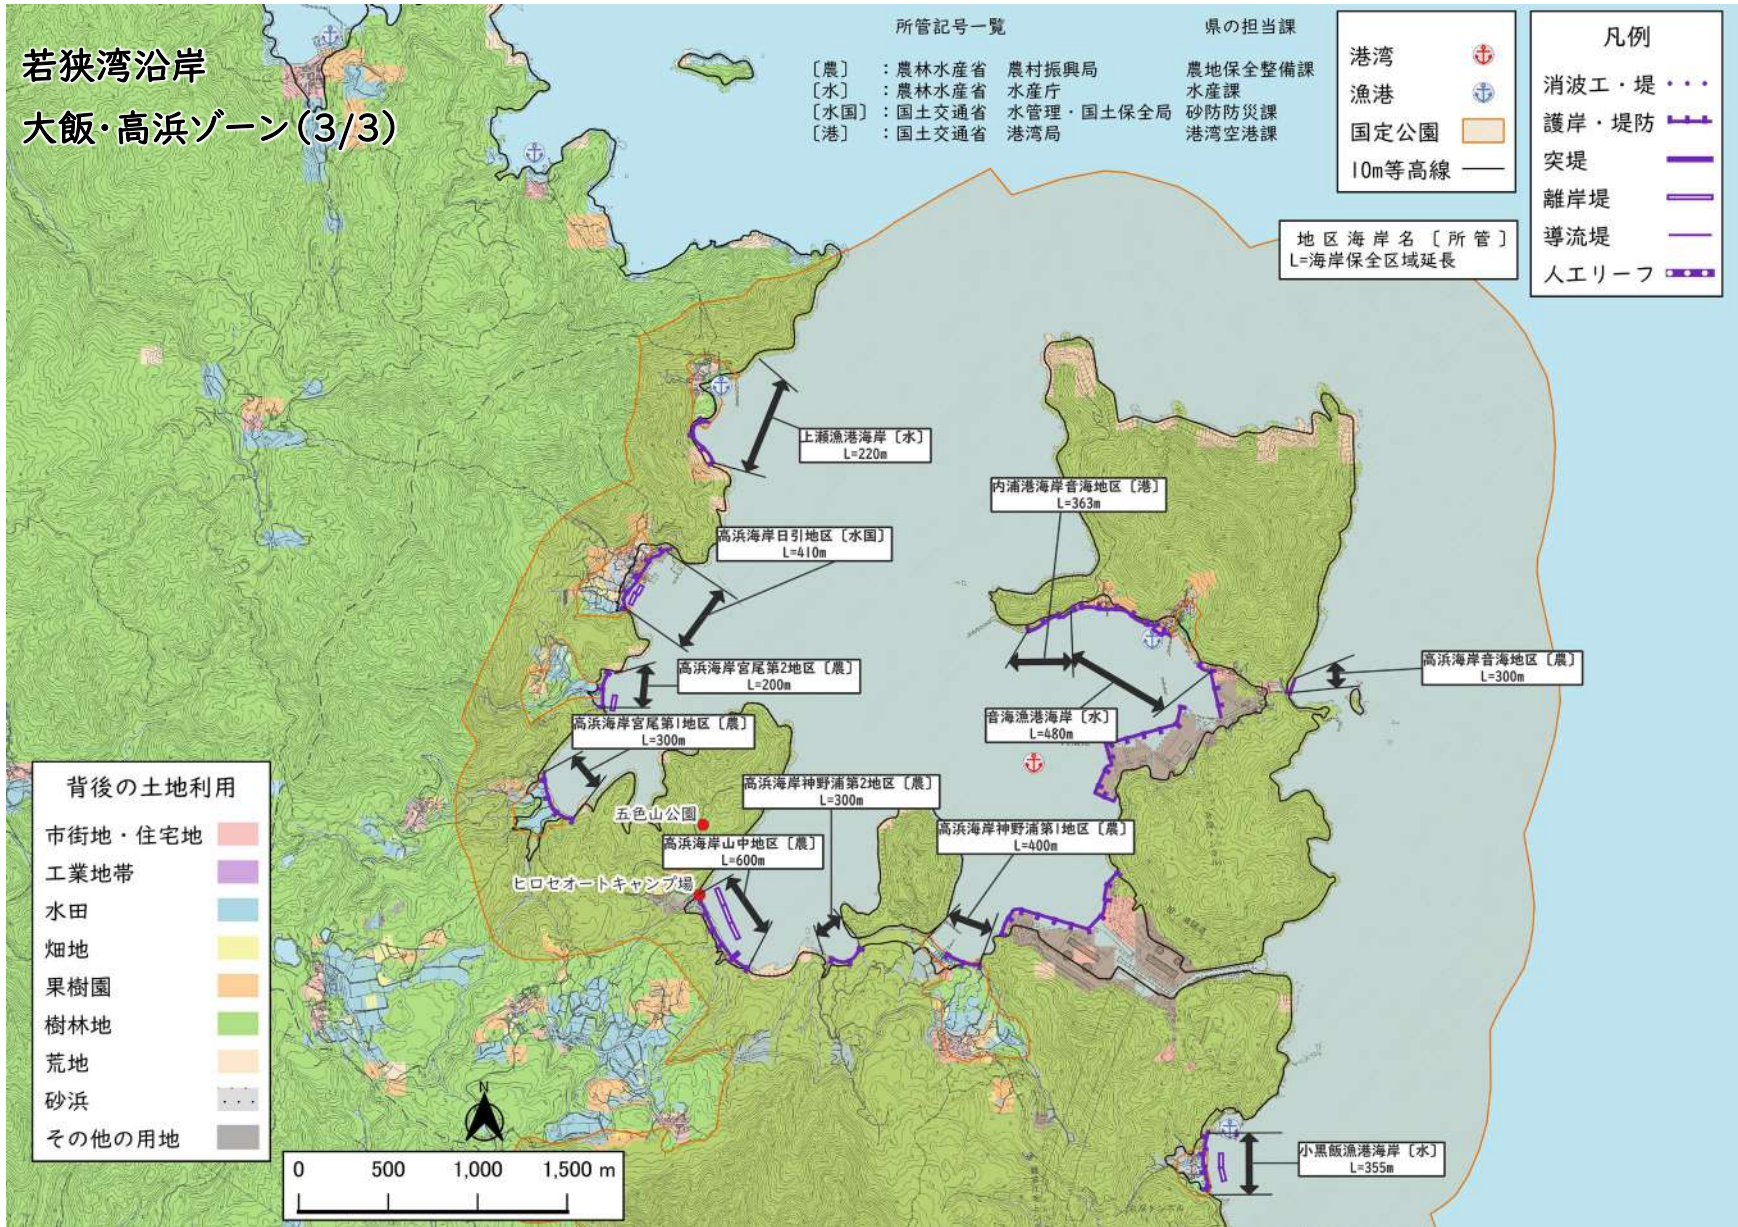 若狭湾沿岸
大飯・高浜ゾーン(3/3)
所管記号一覧 県の担当課
〔農〕 : 農林水産省 農村振興局 農地保全整備課
〔水〕 : 農林水産省 水産庁 水産課
〔水国〕 : 国土交通省 水管理・国土保全局 砂防防災課
〔港〕 : 国土交通省 港湾局 港湾空港課
港湾
漁港
国定公園
10m等高線
凡例
消波工・堤
護岸・堤防
突堤
離岸堤
導流堤
人工リーフ
地区海岸名〔所管〕
L=海岸保全区域延長
上瀬漁港海岸〔水〕
L=220m
内浦港海岸音海地区〔港〕
L=363m
高浜海岸日引地区〔水国〕
L=410m
高浜海岸宮尾第2地区〔農〕
L=200m
高浜海岸音海地区〔農〕
L=300m
高浜海岸宮尾第1地区〔農〕
L=300m
音海漁港海岸〔水〕
L=480m
高浜海岸神野浦第2地区〔農〕
L=300m
五色山公園
高浜海岸神野浦第1地区〔農〕
L=400m
高浜海岸山中地区〔農〕
L=600m
ヒロセオートキャンプ場
小黒飯漁港海岸〔水〕
L=355m
背後の土地利用
市街地・住宅地
工業地帯
水田
畑地
果樹園
樹林地
荒地
砂浜
その他の用地
N
0 500 1,000 1,500 m